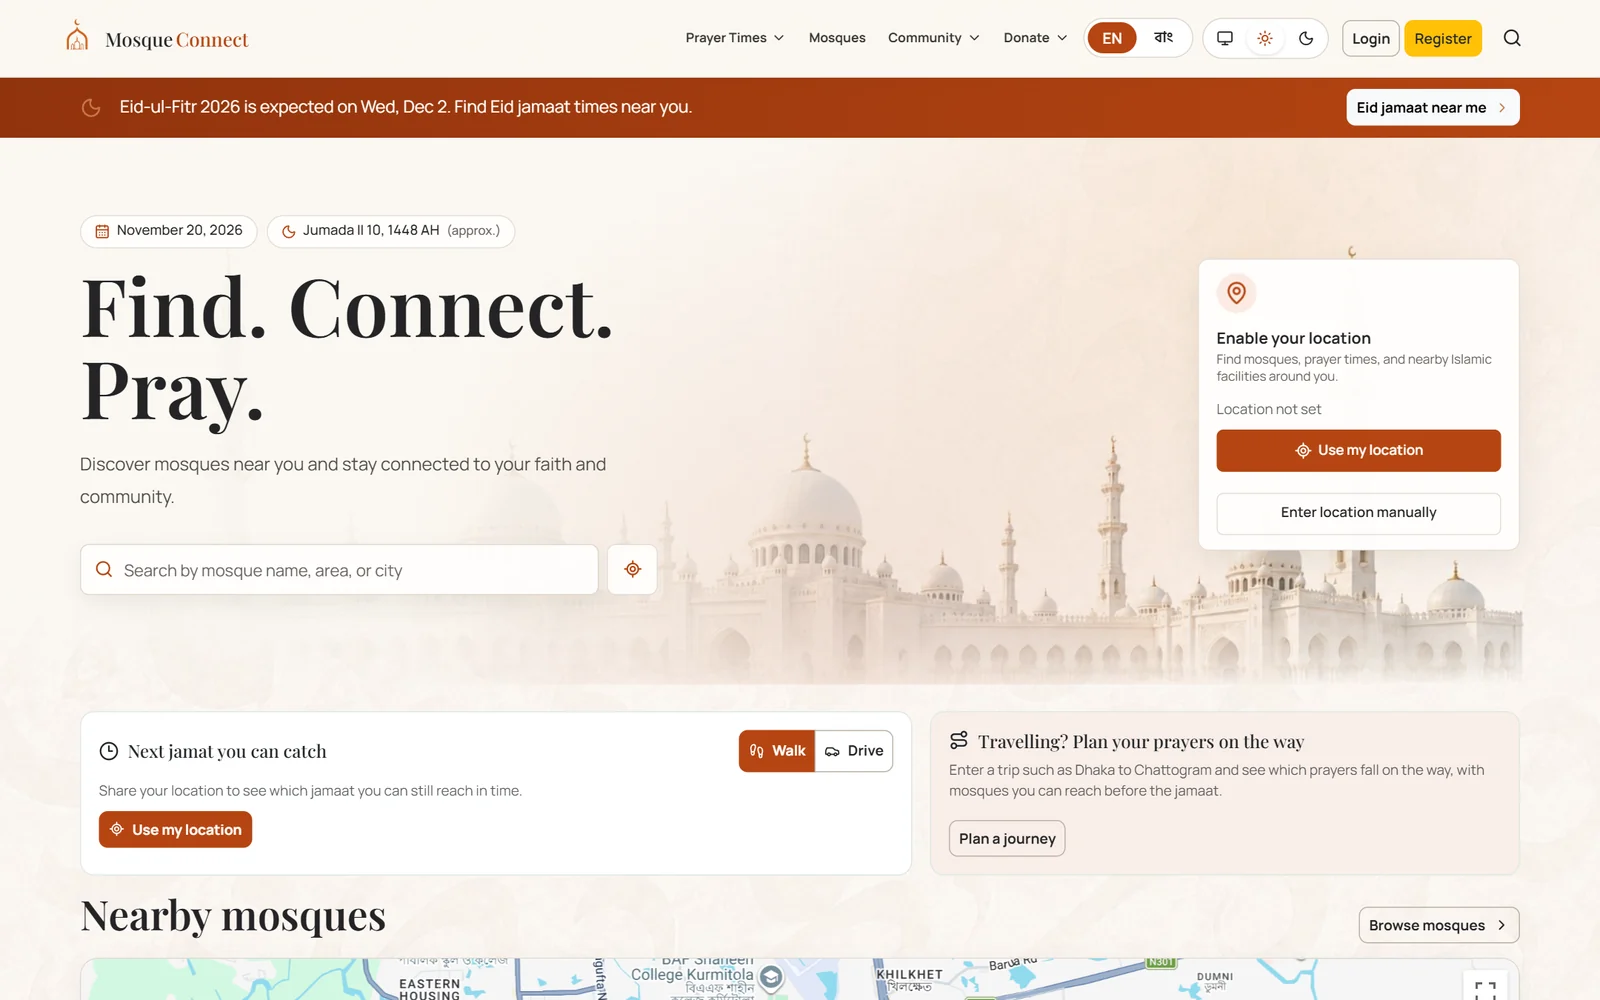 Mosque Connect
Prayer Times
Mosques
Community
Donate
EN
বাং
Login
Register
Eid-ul-Fitr 2026 is expected on Wed, Dec 2. Find Eid jamaat times near you.
Eid jamaat near me
November 20, 2026
Jumada II 10, 1448 AH (approx.)
Find. Connect.
Pray.
Discover mosques near you and stay connected to your faith and
community.
Search by mosque name, area, or city
Enable your location
Find mosques, prayer times, and nearby Islamic
facilities around you.
Location not set
Use my location
Enter location manually
Next jamat you can catch
Walk
Drive
Share your location to see which jamaat you can still reach in time.
Use my location
Travelling? Plan your prayers on the way
Enter a trip such as Dhaka to Chattogram and see which prayers fall on the way, with
mosques you can reach before the jamaat.
Plan a journey
Nearby mosques
Browse mosques
EASTERN
HOUSING
BAF Shaheen
College Kurmitola
বিএএফ শাহীন
KHILKHET
খিলক্ষেত
Barua Rd
N301
DUMNI
ডুমনী